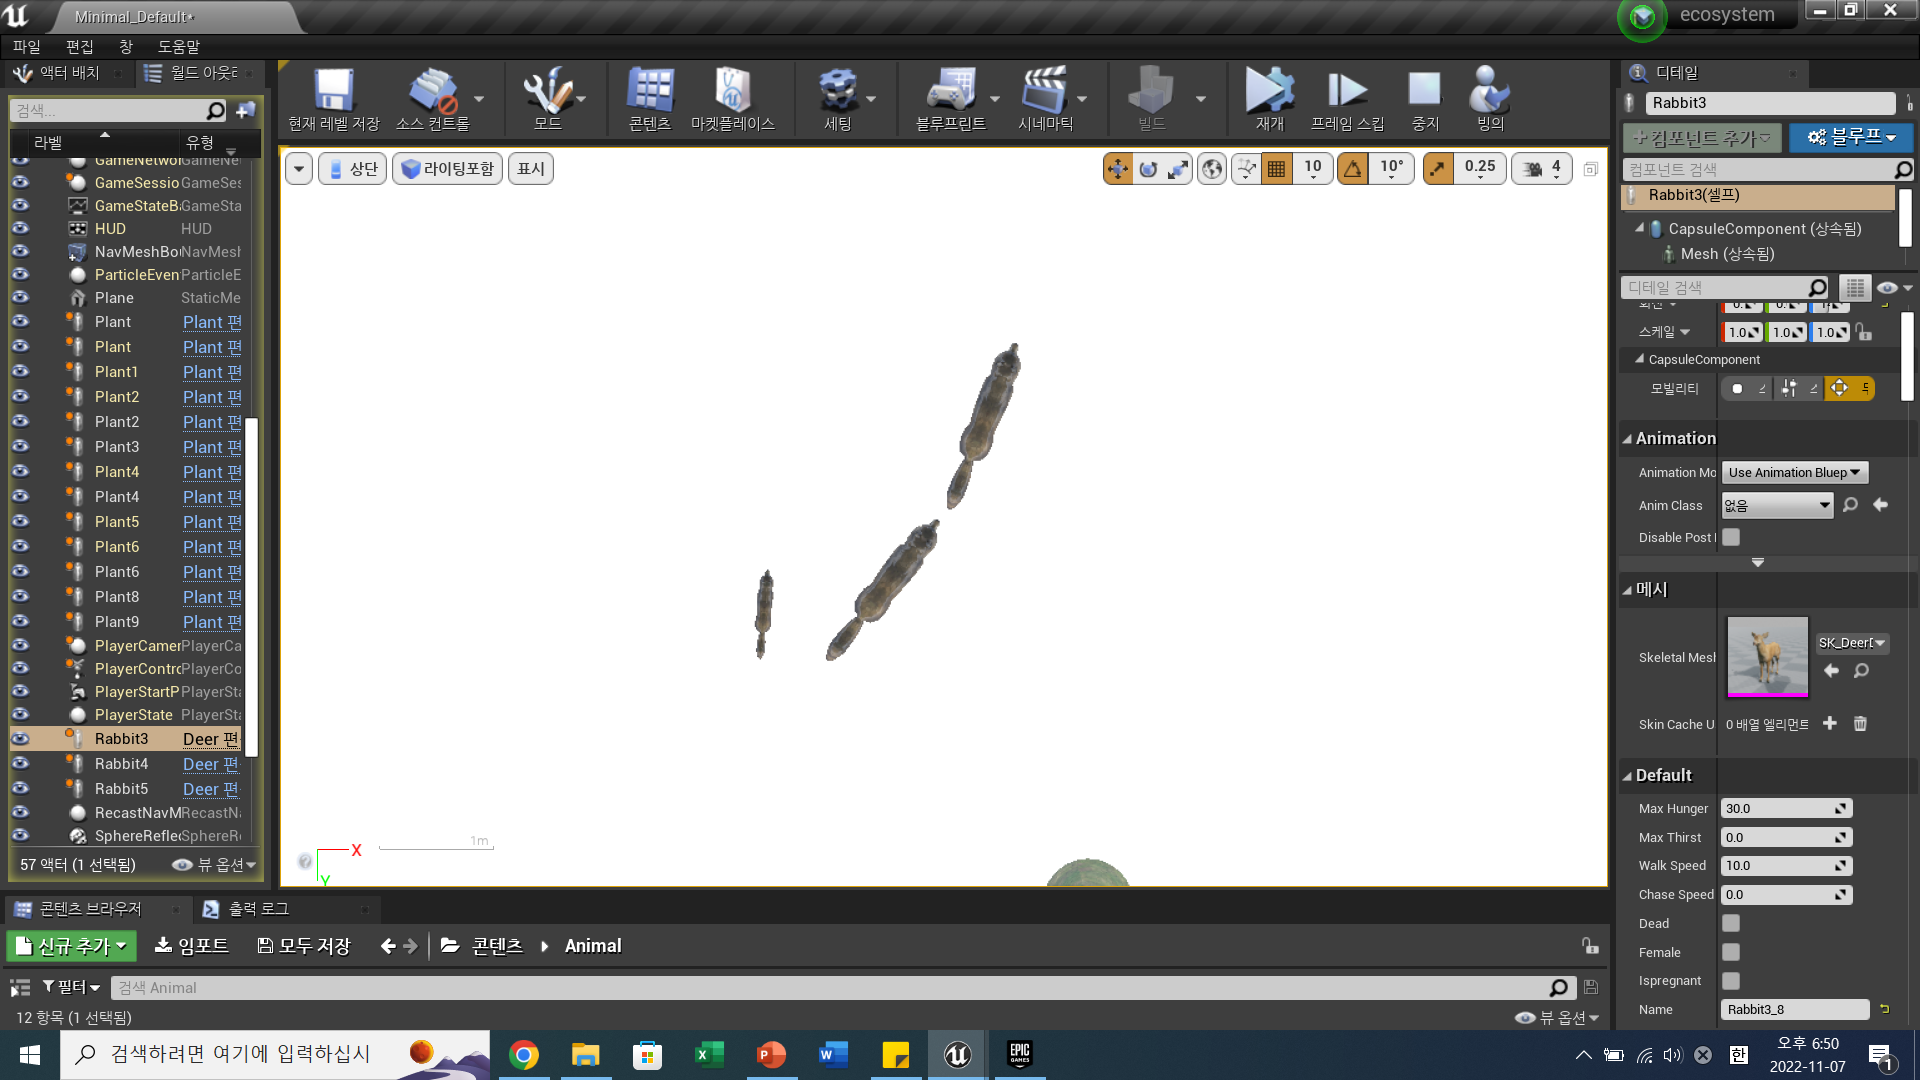 Minimal_Default*
ecosystem
파일 편집 창 도움말
액터 배치
월드 아웃
검색...
라벨 유형
GameNetwor GameNe
GameSessio GameSes
GameStateBa GameSta
HUD HUD
NavMeshBou NavMesh
ParticleEven ParticleE
Plane StaticMe
Plant Plant 편
Plant Plant 편
Plant1 Plant 편
Plant2 Plant 편
Plant2 Plant 편
Plant3 Plant 편
Plant4 Plant 편
Plant4 Plant 편
Plant5 Plant 편
Plant6 Plant 편
Plant6 Plant 편
Plant8 Plant 편
Plant9 Plant 편
PlayerCamer PlayerCa
PlayerContro PlayerCo
PlayerStartP PlayerSta
PlayerState PlayerSta
Rabbit3 Deer 편
Rabbit4 Deer 편
Rabbit5 Deer 편
RecastNavM RecastNa
SphereReflec SphereRe
57 액터 (1 선택됨) 뷰 옵션
현재 레벨 저장 소스 컨트롤 모드 콘텐츠 마켓플레이스 세팅 블루프린트 시네마틱 빌드 재개 프레임 스킵 중지 빙의
상단 라이팅포함 표시
10 10° 0.25 4
1m
X
Y
디테일
Rabbit3
+컴포넌트 추가 블루프
컴포넌트 검색
Rabbit3(셀프)
CapsuleComponent (상속됨)
Mesh (상속됨)
디테일 검색
스케일 1.0 1.0 1.0
CapsuleComponent
모빌리티
Animation
Animation Mo Use Animation Bluep
Anim Class 없음
Disable Post
메시
Skeletal Mesh SK_Deer
Skin Cache U 0 배열 엘리먼트
Default
Max Hunger 30.0
Max Thirst 0.0
Walk Speed 10.0
Chase Speed 0.0
Dead
Female
Ispregnant
Name Rabbit3_8
콘텐츠 브라우저 출력 로그
신규 추가 임포트 모두 저장 콘텐츠 Animal
필터 검색 Animal
12 항목 (1 선택됨) 뷰 옵션
검색하려면 여기에 입력하십시
EPIC GAMES
한
오후 6:50
2022-11-07
1